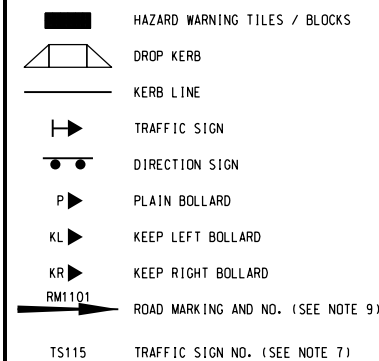 HAZARD WARNING TILES / BLOCKS
DROP KERB
KERB LINE
TRAFFIC SIGN
DIRECTION SIGN
P PLAIN BOLLARD
KL KEEP LEFT BOLLARD
KR KEEP RIGHT BOLLARD
RM1101
ROAD MARKING AND NO. (SEE NOTE 9)
TS115 TRAFFIC SIGN NO. (SEE NOTE 7)